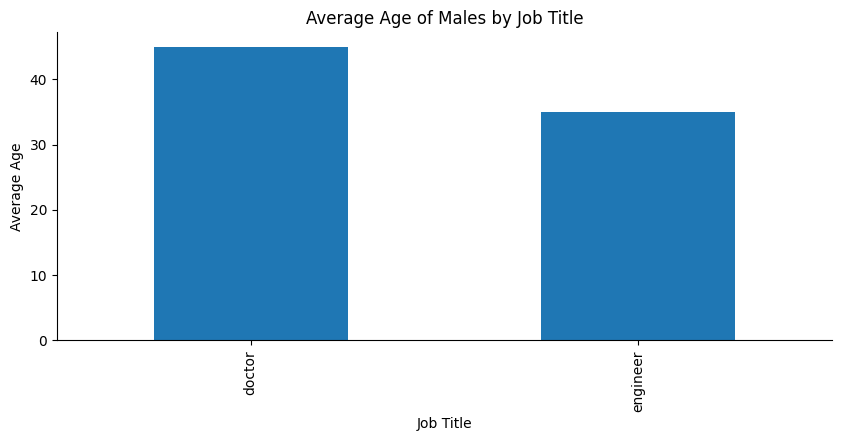 Average Age of Males by Job Title
Average Age
40
30
20
10
0
doctor
engineer
Job Title